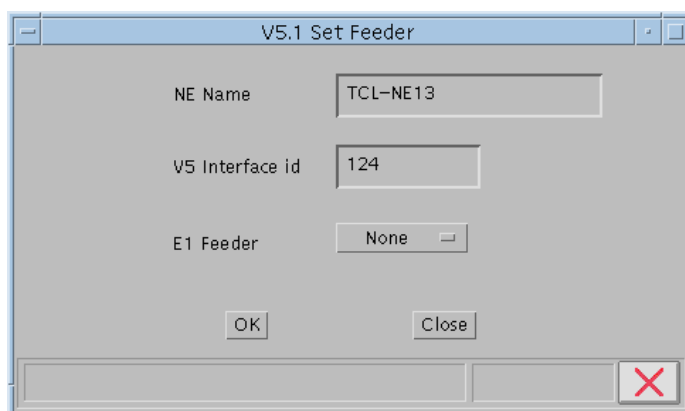 V5.1 Set Feeder
NE Name TCL-NE13
V5 Interface id 124
E1 Feeder None
OK Close